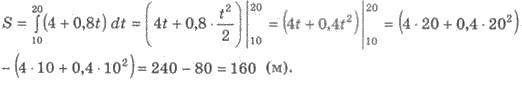 S = ∫₁₀²⁰ (4 + 0,8t) dt = (4t + 0,8 · t²/2) |₁₀²⁰ = (4t + 0,4t²) |₁₀²⁰ = (4 · 20 + 0,4 · 20²)
– (4 · 10 + 0,4 · 10²) = 240 – 80 = 160 (м).